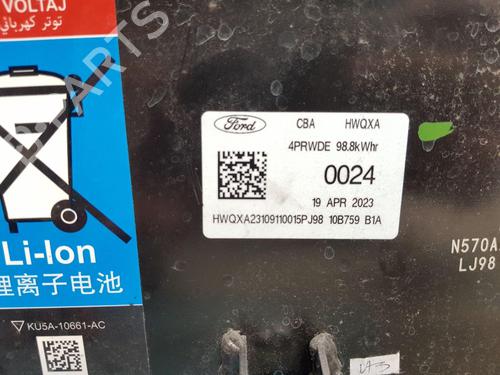 VOLTAJ
توتر كهربائي
Li-Ion
锂离子电池
KU5A-10661-AC
Ford
CBA HWQXA
4PRWDE 98.8kWhr
0024
19 APR 2023
HWQXA23109110015PJ98 10B759 B1A
N570A
LJ98